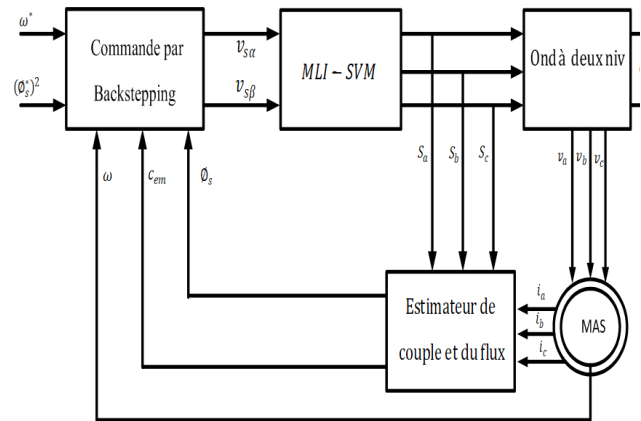 ω*
(Ø*s)²
Commande par
Backstepping
vsα
vsβ
MLI – SVM
Ond à deux niv
Sa
Sb
Sc
va
vb
vc
ω
cem
Øs
Estimateur de
couple et du flux
ia
ib
ic
MAS